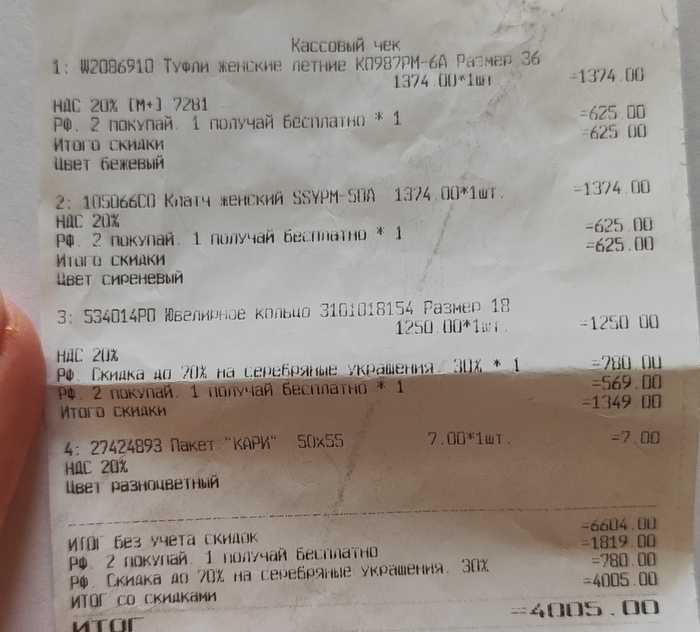 Кассовый чек
1: W2086910 Туфли женские летние K0987PM-6A Размер 36
1374.00*1шт. =1374.00
НДС 20% [М+] 7281
РФ. 2 покупай. 1 получай бесплатно * 1 =625.00
Итого скидки =625.00
Цвет бежевый
2: 105066C0 Клатч женский SSYPM-50A 1374.00*1шт. =1374.00
НДС 20%
РФ. 2 покупай. 1 получай бесплатно * 1 =625.00
Итого скидки =625.00
Цвет сиреневый
3: 534014P0 Ювелирное кольцо 3101018154 Размер 18
1250.00*1шт. =1250.00
НДС 20%
РФ. Скидка до 70% на серебряные украшения. 30% * 1 =780.00
РФ. 2 покупай. 1 получай бесплатно * 1 =569.00
Итого скидки =1349.00
4: 27424893 Пакет "КАРИ" 50x55 7.00*1шт. =7.00
НДС 20%
Цвет разноцветный
ИТОГ без учета скидок =6604.00
РФ. 2 покупай. 1 получай бесплатно =1819.00
РФ. Скидка до 70% на серебряные украшения. 30% =780.00
ИТОГ со скидками =4005.00
ИТОГ =4005.00